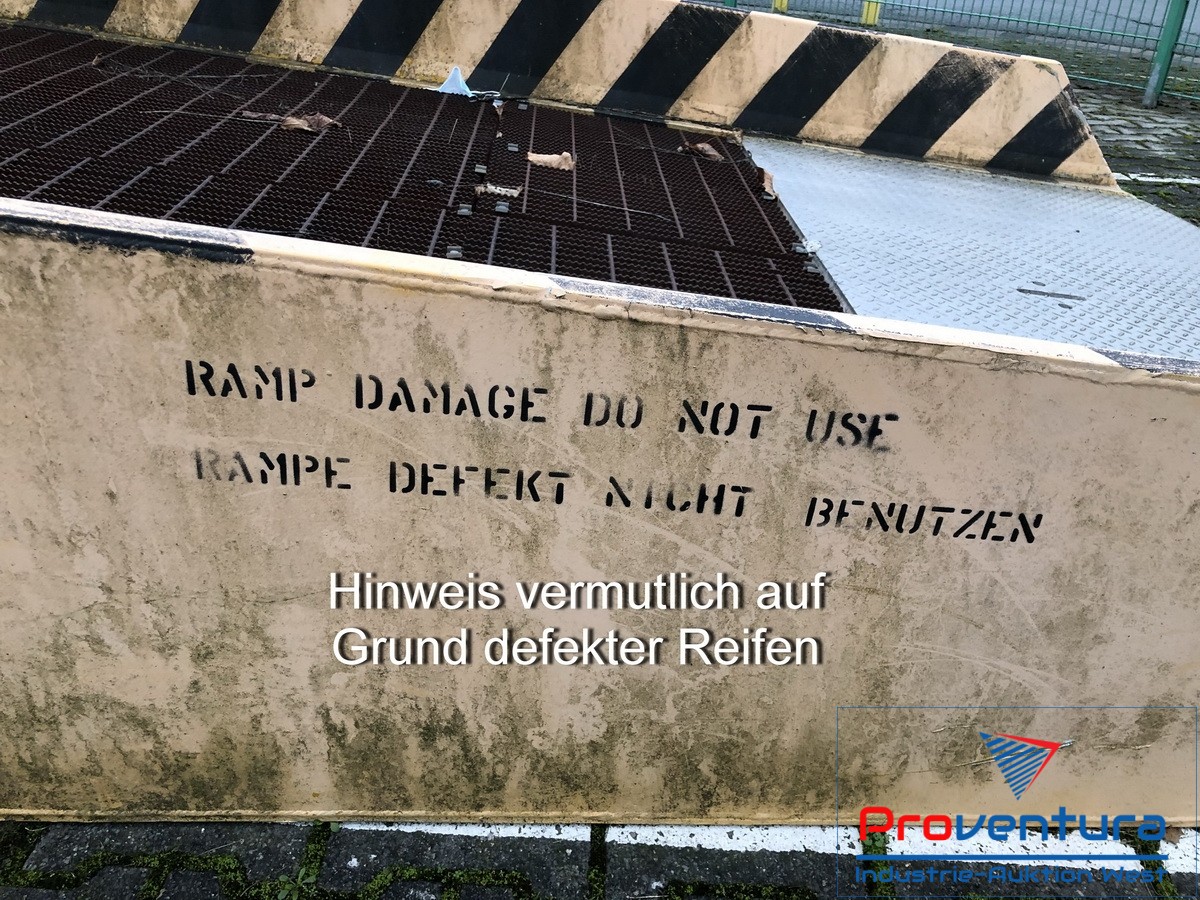 RAMP DAMAGE DO NOT USE
RAMPE DEFEKT NICHT BENUTZEN
Hinweis vermutlich auf
Grund defekter Reifen
Proventura
Industrie-Auktion West